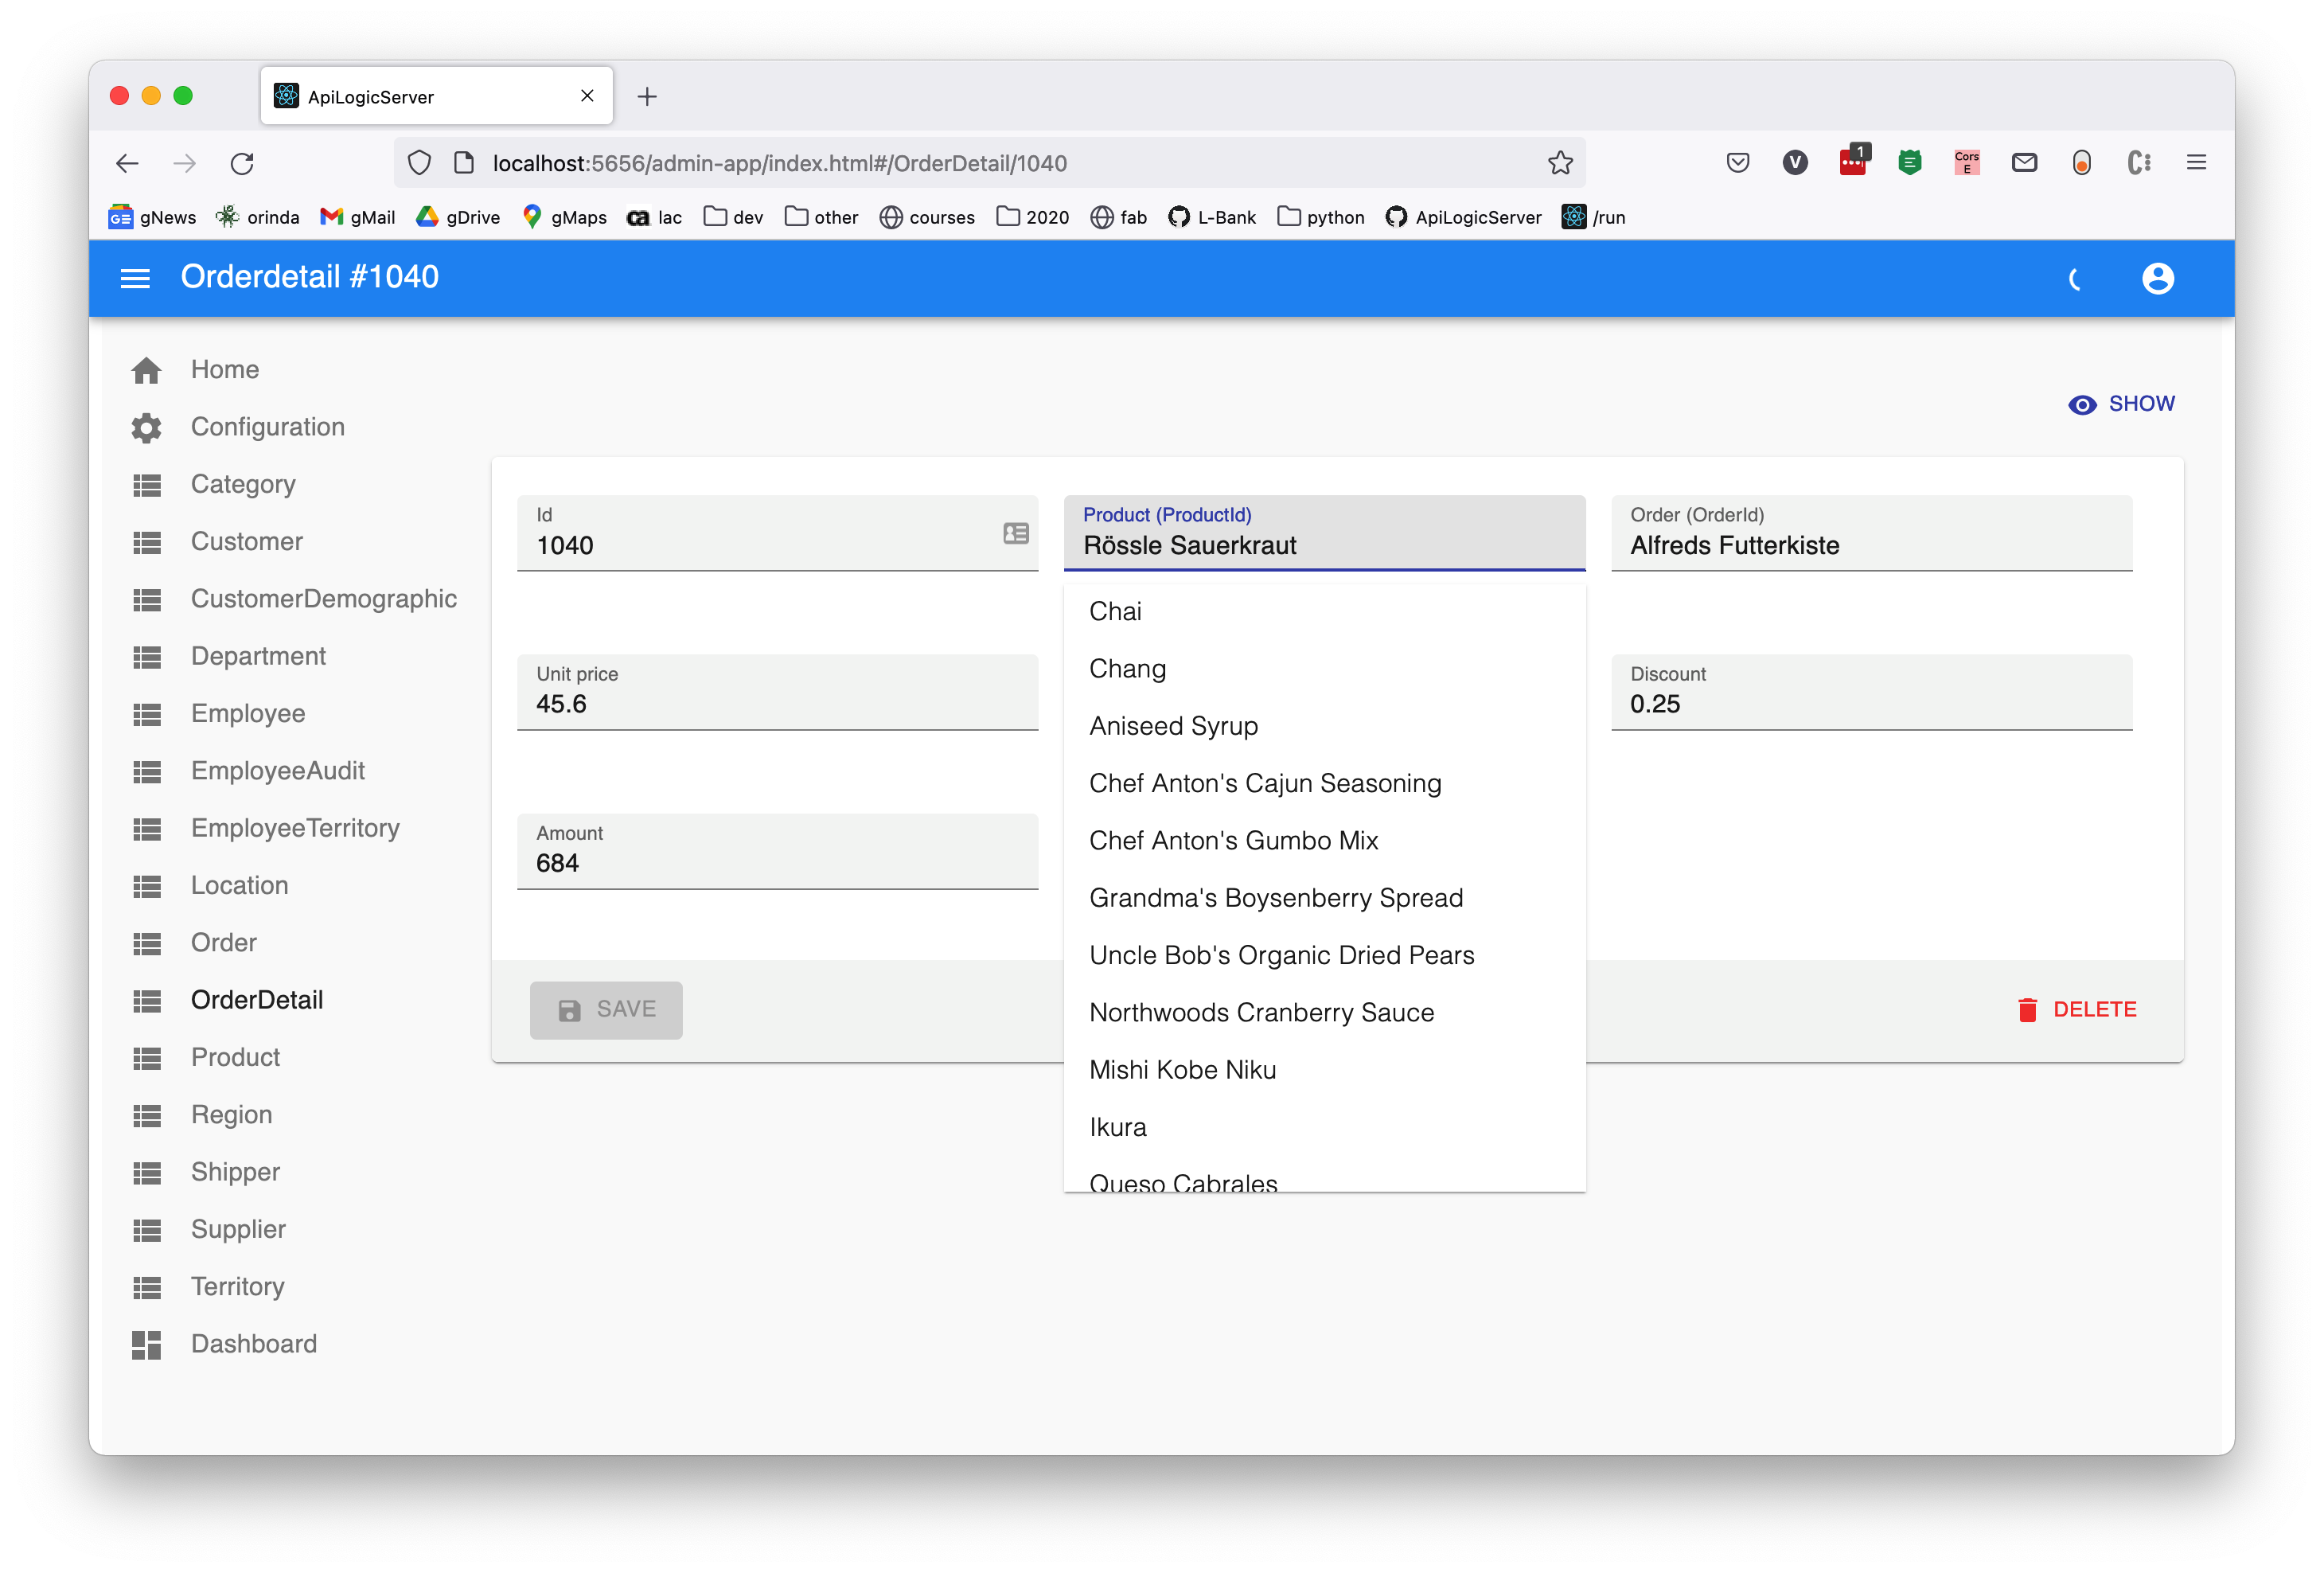 ApiLogicServer
localhost:5656/admin-app/index.html#/OrderDetail/1040
V
1
Cors
E
GE gNews orinda gMail gDrive gMaps ca lac dev other courses 2020 fab L-Bank python ApiLogicServer /run
Orderdetail #1040
Home
Configuration
Category
Customer
CustomerDemographic
Department
Employee
EmployeeAudit
EmployeeTerritory
Location
Order
OrderDetail
Product
Region
Shipper
Supplier
Territory
Dashboard
SHOW
Id
1040
Product (ProductId)
Rössle Sauerkraut
Order (OrderId)
Alfreds Futterkiste
Unit price
45.6
Discount
0.25
Amount
684
Chai
Chang
Aniseed Syrup
Chef Anton's Cajun Seasoning
Chef Anton's Gumbo Mix
Grandma's Boysenberry Spread
Uncle Bob's Organic Dried Pears
Northwoods Cranberry Sauce
Mishi Kobe Niku
Ikura
Queso Cabrales
SAVE
DELETE